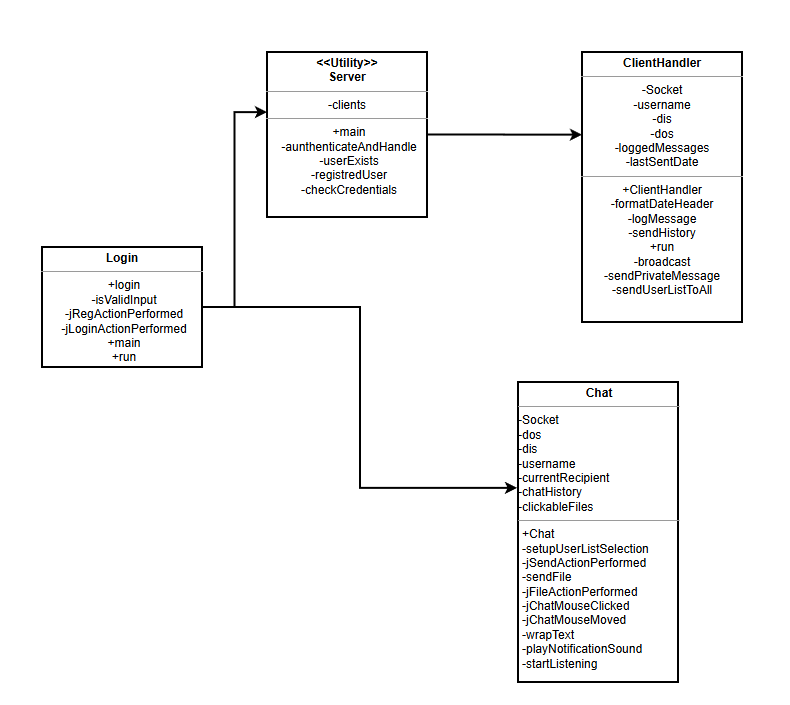 <<Utility>>
Server
-clients
+main
-aunthenticateAndHandle
-userExists
-registredUser
-checkCredentials
ClientHandler
-Socket
-username
-dis
-dos
-loggedMessages
-lastSentDate
+ClientHandler
-formatDateHeader
-logMessage
-sendHistory
+run
-broadcast
-sendPrivateMessage
-sendUserListToAll
Login
+login
-isValidInput
-jRegActionPerformed
-jLoginActionPerformed
+main
+run
Chat
-Socket
-dos
-dis
-username
-currentRecipient
-chatHistory
-clickableFiles
+Chat
-setupUserListSelection
-jSendActionPerformed
-sendFile
-jFileActionPerformed
-jChatMouseClicked
-jChatMouseMoved
-wrapText
-playNotificationSound
-startListening